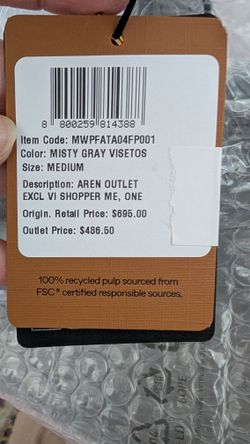 8 800259 814388
Item Code: MWPFATA04FP001
Color: MISTY GRAY VISETOS
Size: MEDIUM
Description: AREN OUTLET
EXCL VI SHOPPER ME, ONE
Origin. Retail Price: $695.00
Outlet Price: $486.50
100% recycled pulp sourced from
FSC® certified responsible sources.